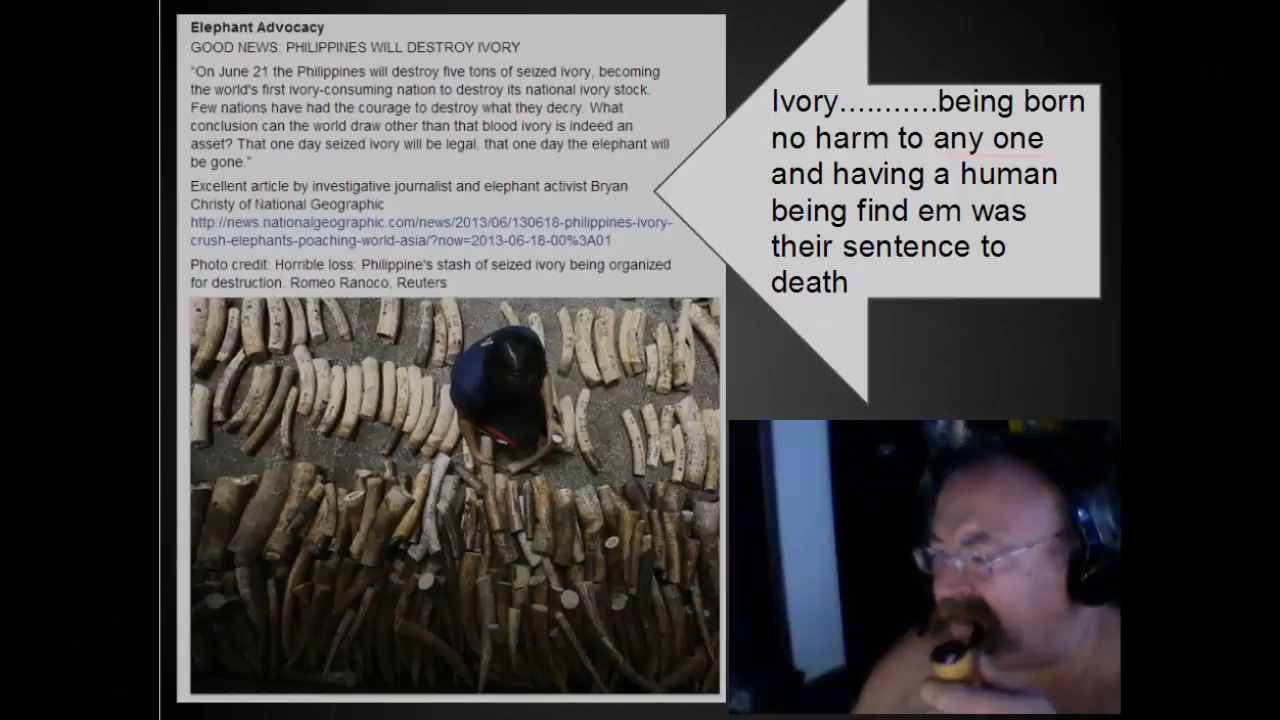 Elephant Advocacy
GOOD NEWS: PHILIPPINES WILL DESTROY IVORY
"On June 21 the Philippines will destroy five tons of seized ivory, becoming
the world's first ivory-consuming nation to destroy its national ivory stock.
Few nations have had the courage to destroy what they decry. What
conclusion can the world draw other than that blood ivory is indeed an
asset? That one day seized ivory will be legal, that one day the elephant will
be gone."
Excellent article by investigative journalist and elephant activist Bryan
Christy of National Geographic
http://news.nationalgeographic.com/news/2013/06/130618-philippines-ivory-
crush-elephants-poaching-world-asia/?now=2013-06-18-00%3A01
Photo credit: Horrible loss: Philippine's stash of seized ivory being organized
for destruction. Romeo Ranoco, Reuters
Ivory...........being born
no harm to any one
and having a human
being find em was
their sentence to
death